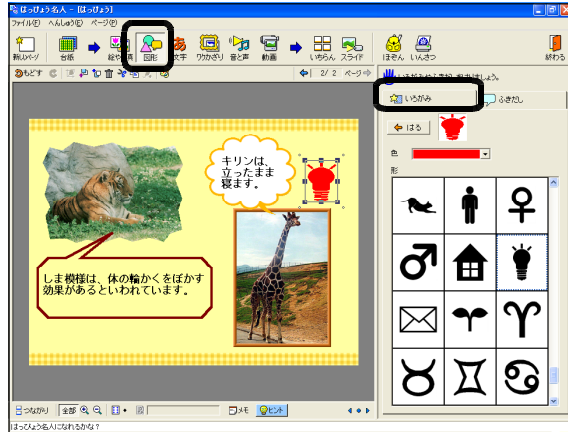 はっぴょう名人 - [はっぴょう]
ファイル(F) へんしゅう(E) ページ(P)
新しいページ 台紙 絵や写真 図形 文字 わかざり 音と声 動画 いちらん スライド ほぞん いんさつ 終わる
もどす 2/ 2 ページ
いろがみ ふきだし
はる
色
形
キリンは、
立ったまま
寝ます。
しま模様は、体の輪かくをぼかす
効果があるといわれています。
つながり 全部 メモ ヒント
はっぴょう名人になれるかな?